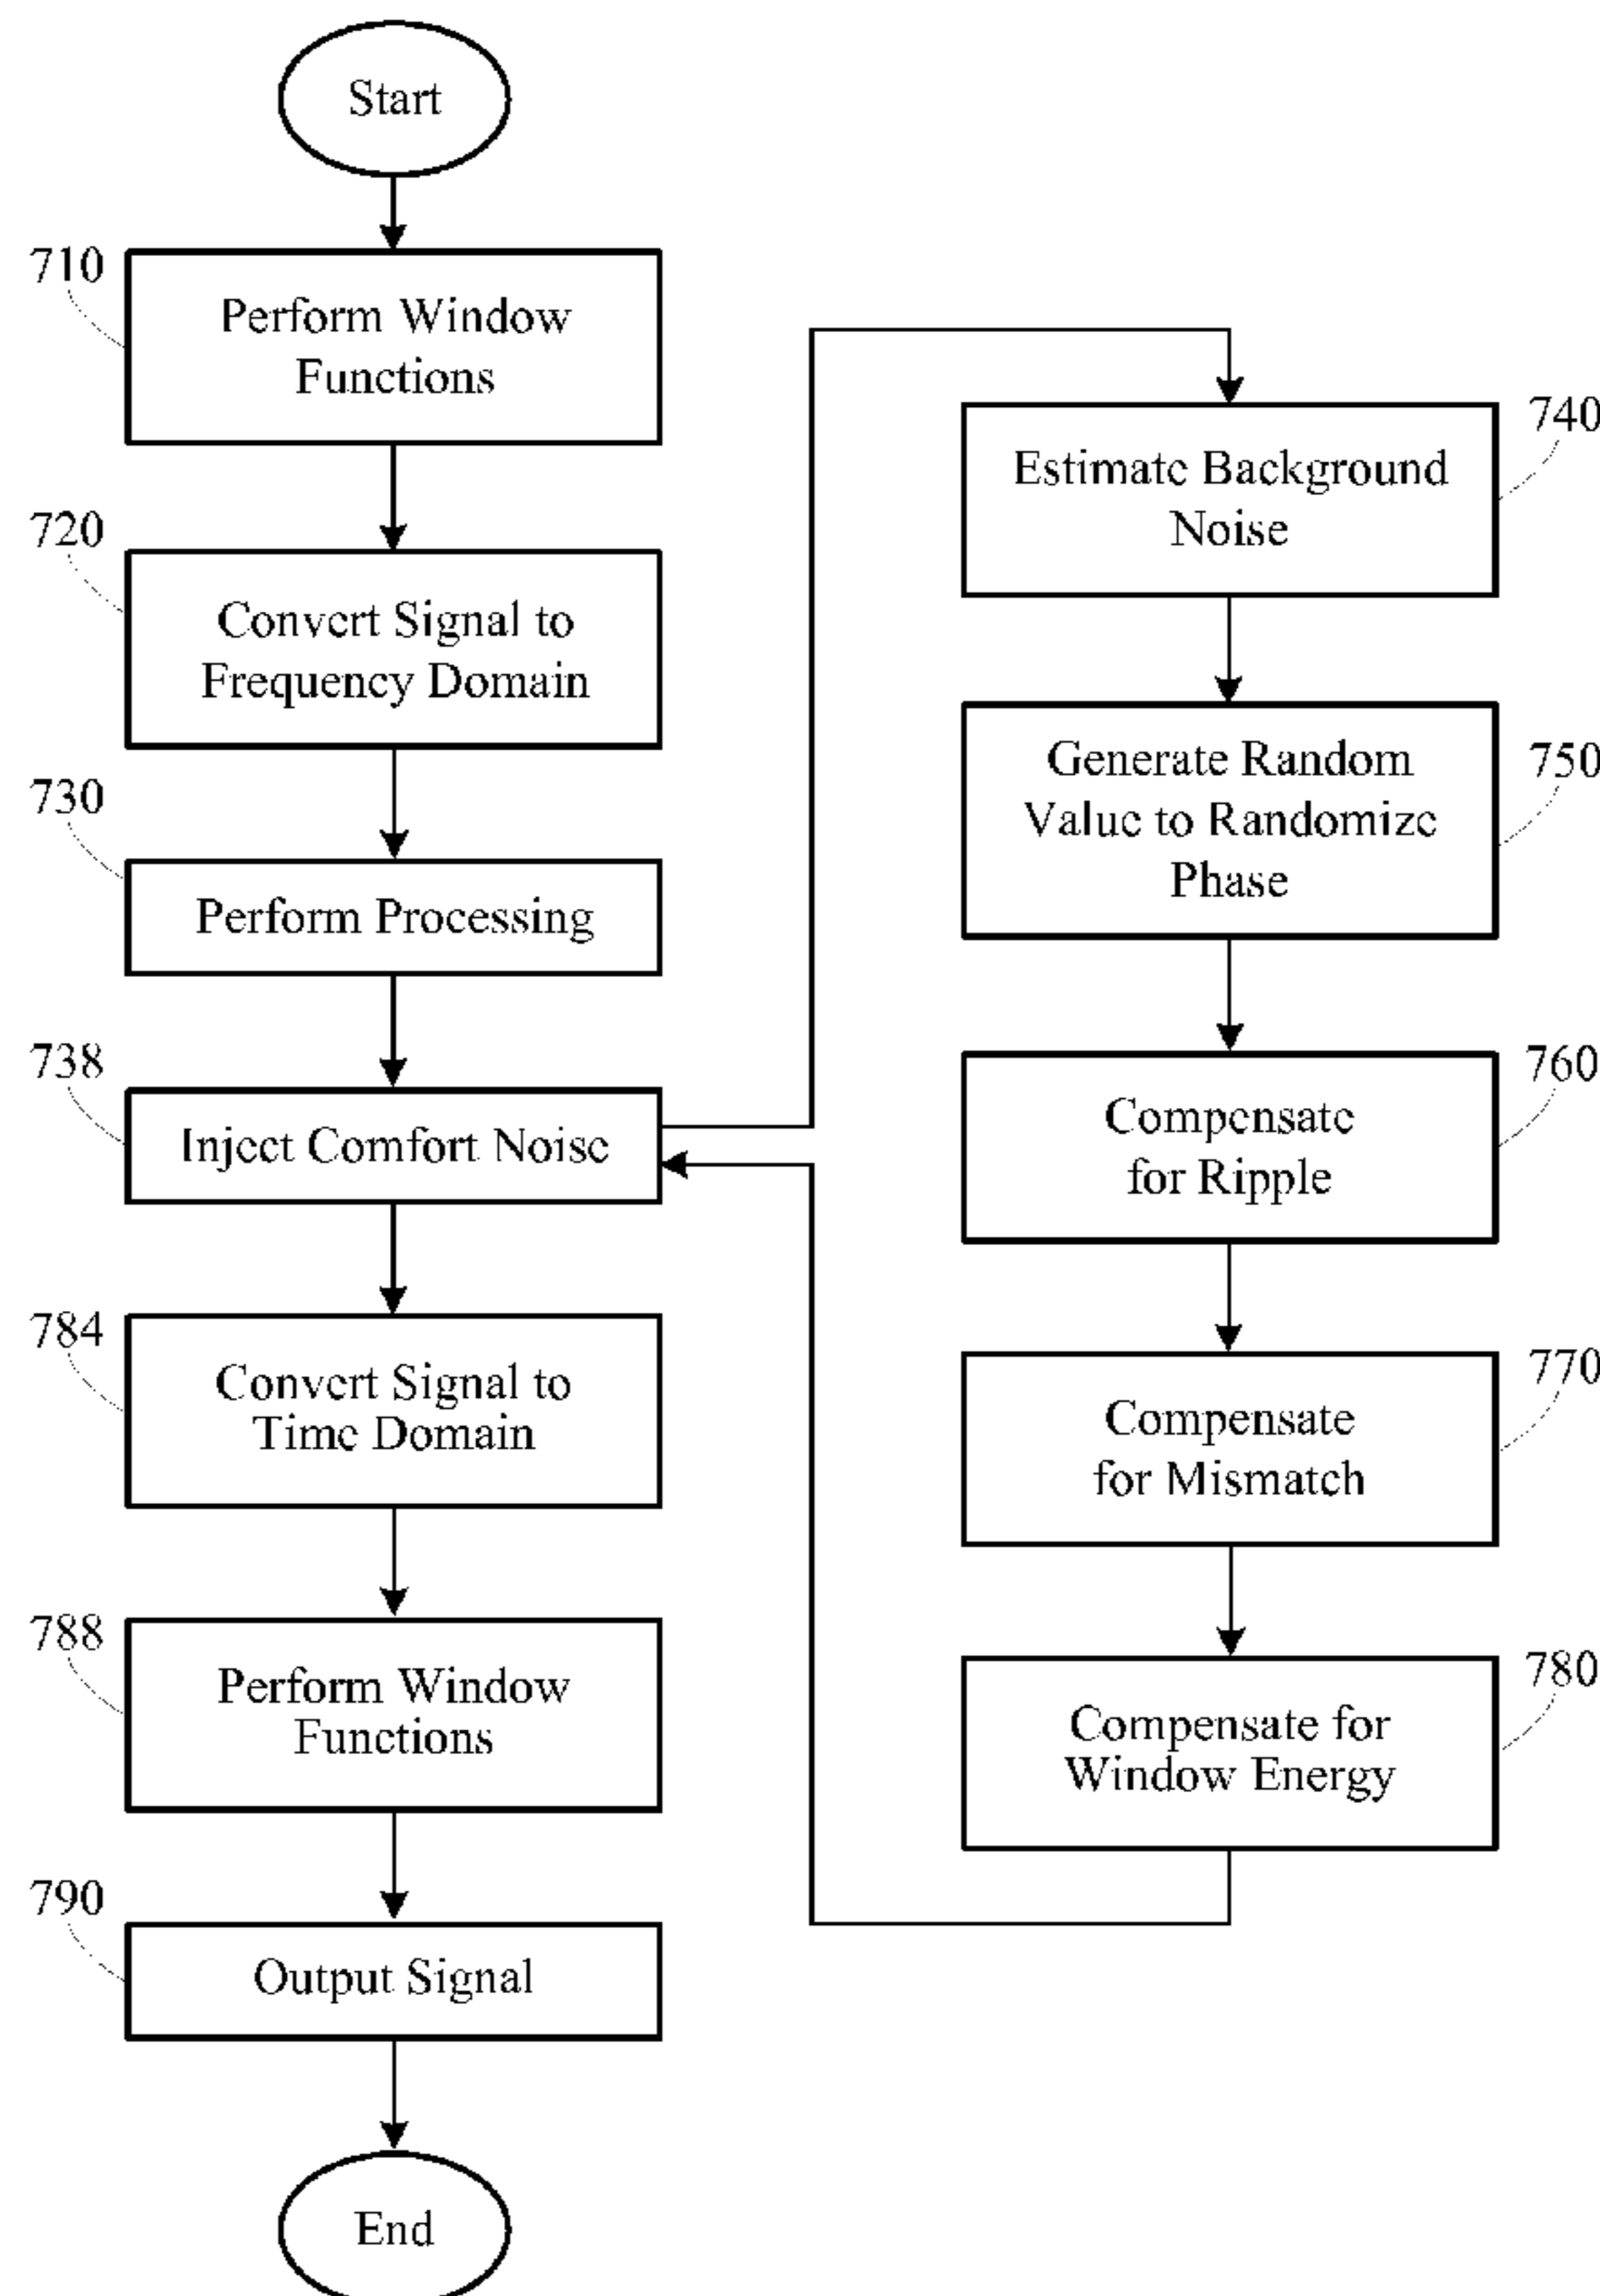 Start
710
Perform Window
Functions
720
Convert Signal to
Frequency Domain
730
Perform Processing
738
Inject Comfort Noise
784
Convert Signal to
Time Domain
788
Perform Window
Functions
790
Output Signal
End
740
Estimate Background
Noise
750
Generate Random
Value to Randomize
Phase
760
Compensate
for Ripple
770
Compensate
for Mismatch
780
Compensate for
Window Energy